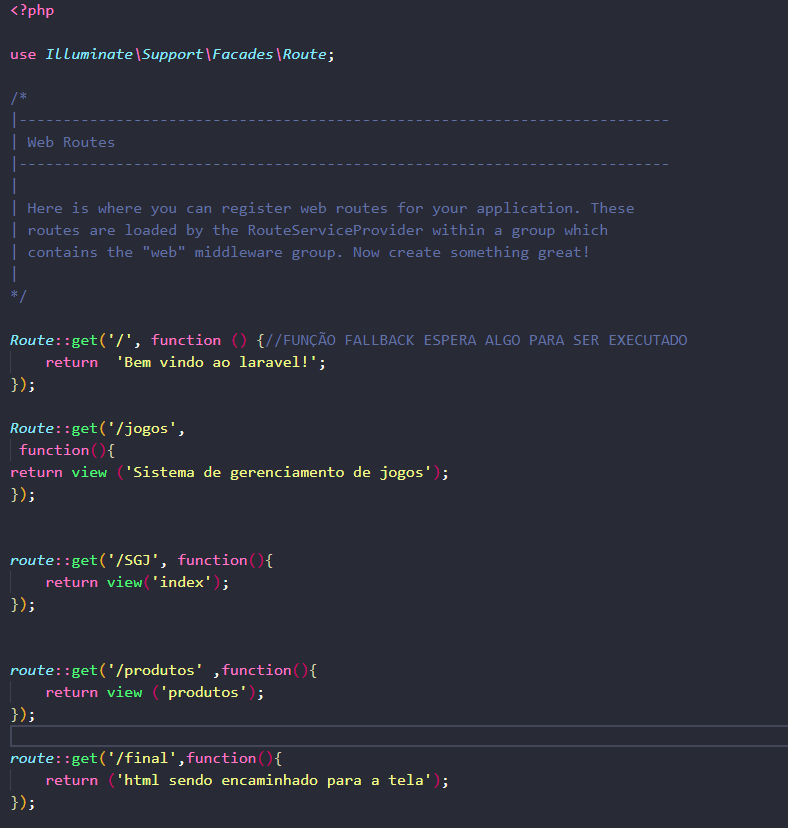 <?php
use Illuminate\Support\Facades\Route;
/*
|--------------------------------------------------------------------------
| Web Routes
|--------------------------------------------------------------------------
|
| Here is where you can register web routes for your application. These
| routes are loaded by the RouteServiceProvider within a group which
| contains the "web" middleware group. Now create something great!
|
*/
Route::get('/', function () {//FUNÇÃO FALLBACK ESPERA ALGO PARA SER EXECUTADO
    return  'Bem vindo ao laravel!';
});
Route::get('/jogos',
 function(){
return view ('Sistema de gerenciamento de jogos');
});
route::get('/SGJ', function(){
    return view('index');
});
route::get('/produtos' ,function(){
    return view ('produtos');
});
route::get('/final',function(){
    return ('html sendo encaminhado para a tela');
});